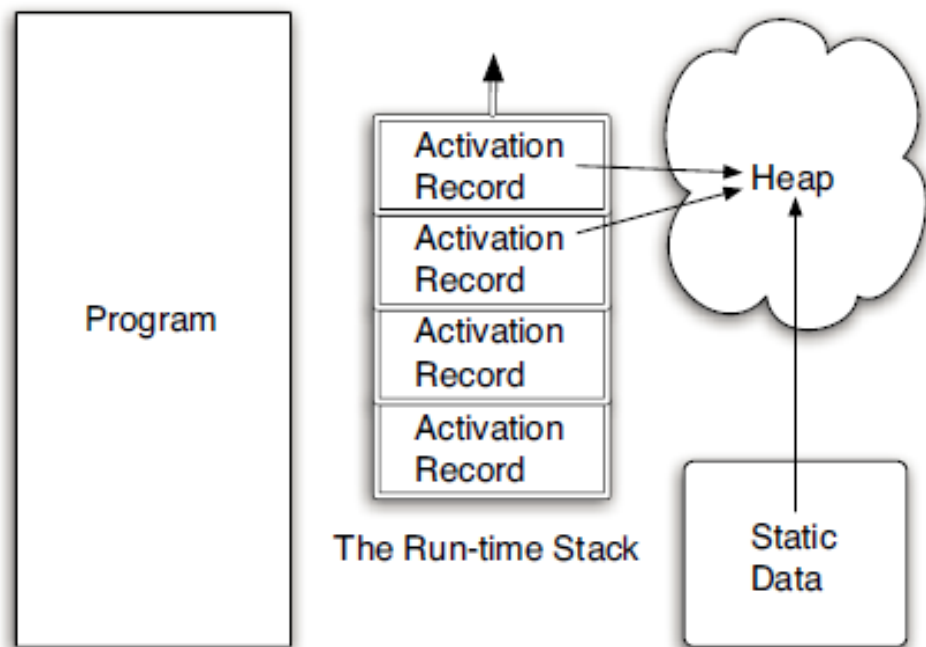 Program
Activation
Record
Activation
Record
Activation
Record
Activation
Record
The Run-time Stack
Heap
Static
Data